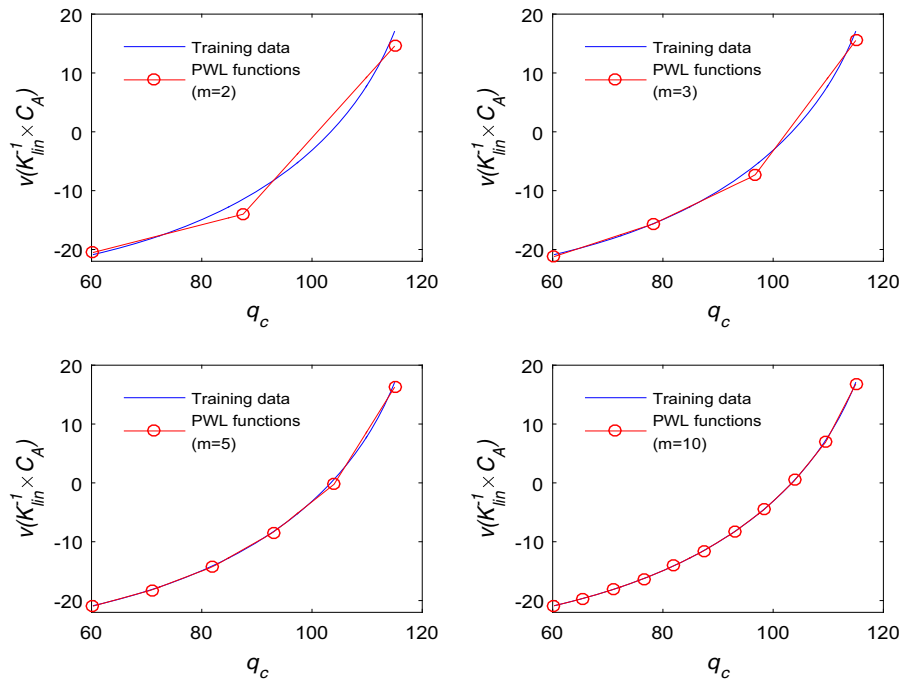 20
10
0
-10
-20
v(K_lin^-1 × C_A)
Training data
PWL functions
(m=2)
60 80 100 120
q_c
20
10
0
-10
-20
v(K_lin^-1 × C_A)
Training data
PWL functions
(m=3)
60 80 100 120
q_c
20
10
0
-10
-20
v(K_lin^-1 × C_A)
Training data
PWL functions
(m=5)
60 80 100 120
q_c
20
10
0
-10
-20
v(K_lin^-1 × C_A)
Training data
PWL functions
(m=10)
60 80 100 120
q_c